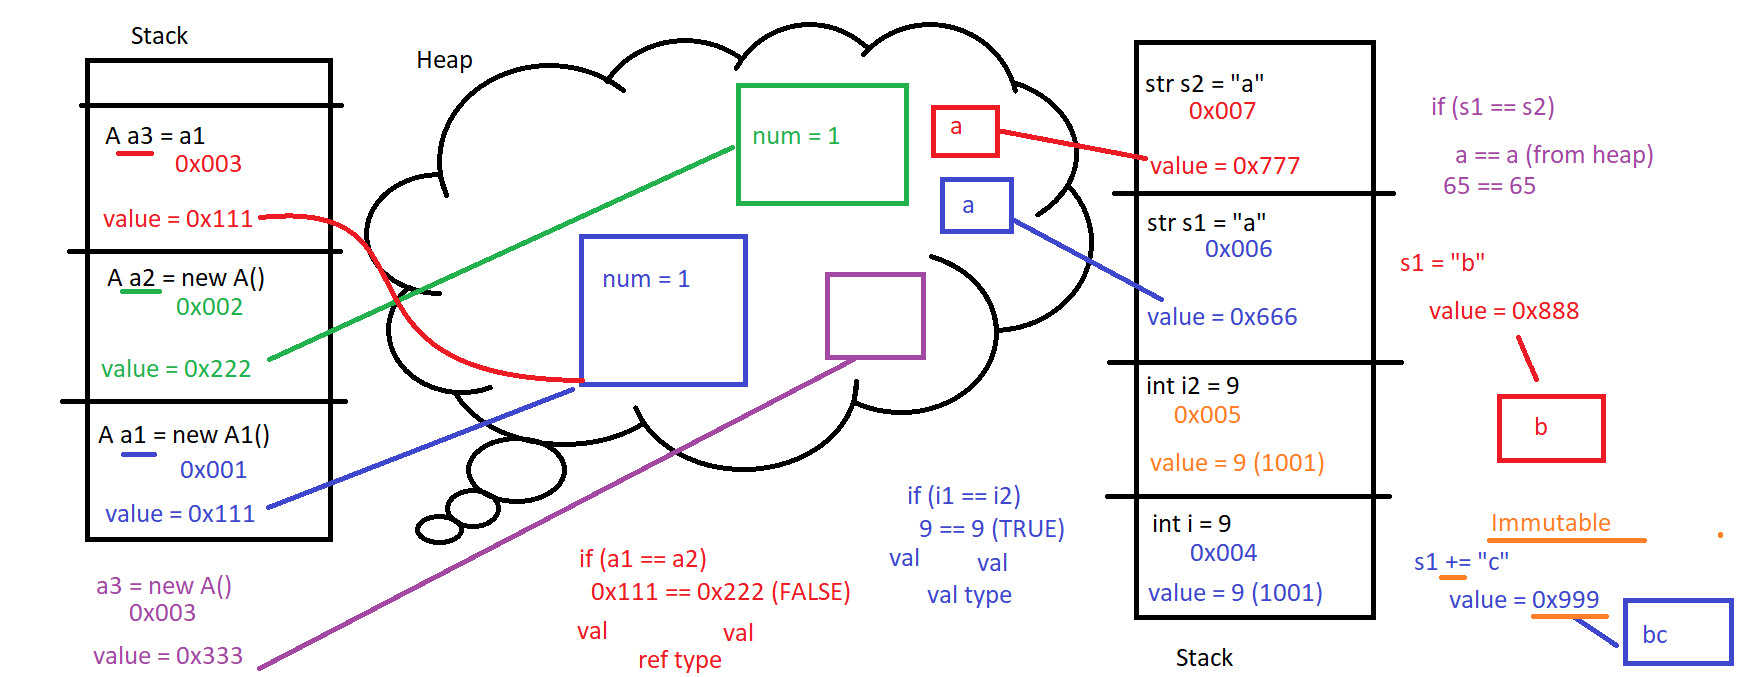 Stack
A a3 = a1
0x003
value = 0x111
A a2 = new A()
0x002
value = 0x222
A a1 = new A1()
0x001
value = 0x111
a3 = new A()
0x003
value = 0x333
Heap
num = 1
num = 1
a
a
if (a1 == a2)
0x111 == 0x222 (FALSE)
val val
ref type
if (i1 == i2)
9 == 9 (TRUE)
val val
val type
str s2 = "a"
0x007
value = 0x777
str s1 = "a"
0x006
value = 0x666
int i2 = 9
0x005
value = 9 (1001)
int i = 9
0x004
value = 9 (1001)
Stack
if (s1 == s2)
a == a (from heap)
65 == 65
s1 = "b"
value = 0x888
b
Immutable
s1 += "c"
value = 0x999
bc